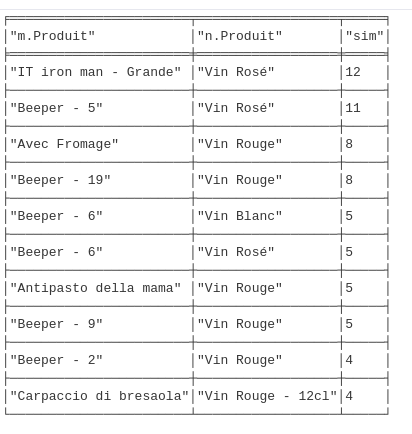 "m.Produit" "n.Produit" "sim"
"IT iron man - Grande" "Vin Rosé" 12
"Beeper - 5" "Vin Rosé" 11
"Avec Fromage" "Vin Rouge" 8
"Beeper - 19" "Vin Rouge" 8
"Beeper - 6" "Vin Blanc" 5
"Beeper - 6" "Vin Rosé" 5
"Antipasto della mama" "Vin Rouge" 5
"Beeper - 9" "Vin Rouge" 5
"Beeper - 2" "Vin Rouge" 4
"Carpaccio di bresaola" "Vin Rouge - 12cl" 4